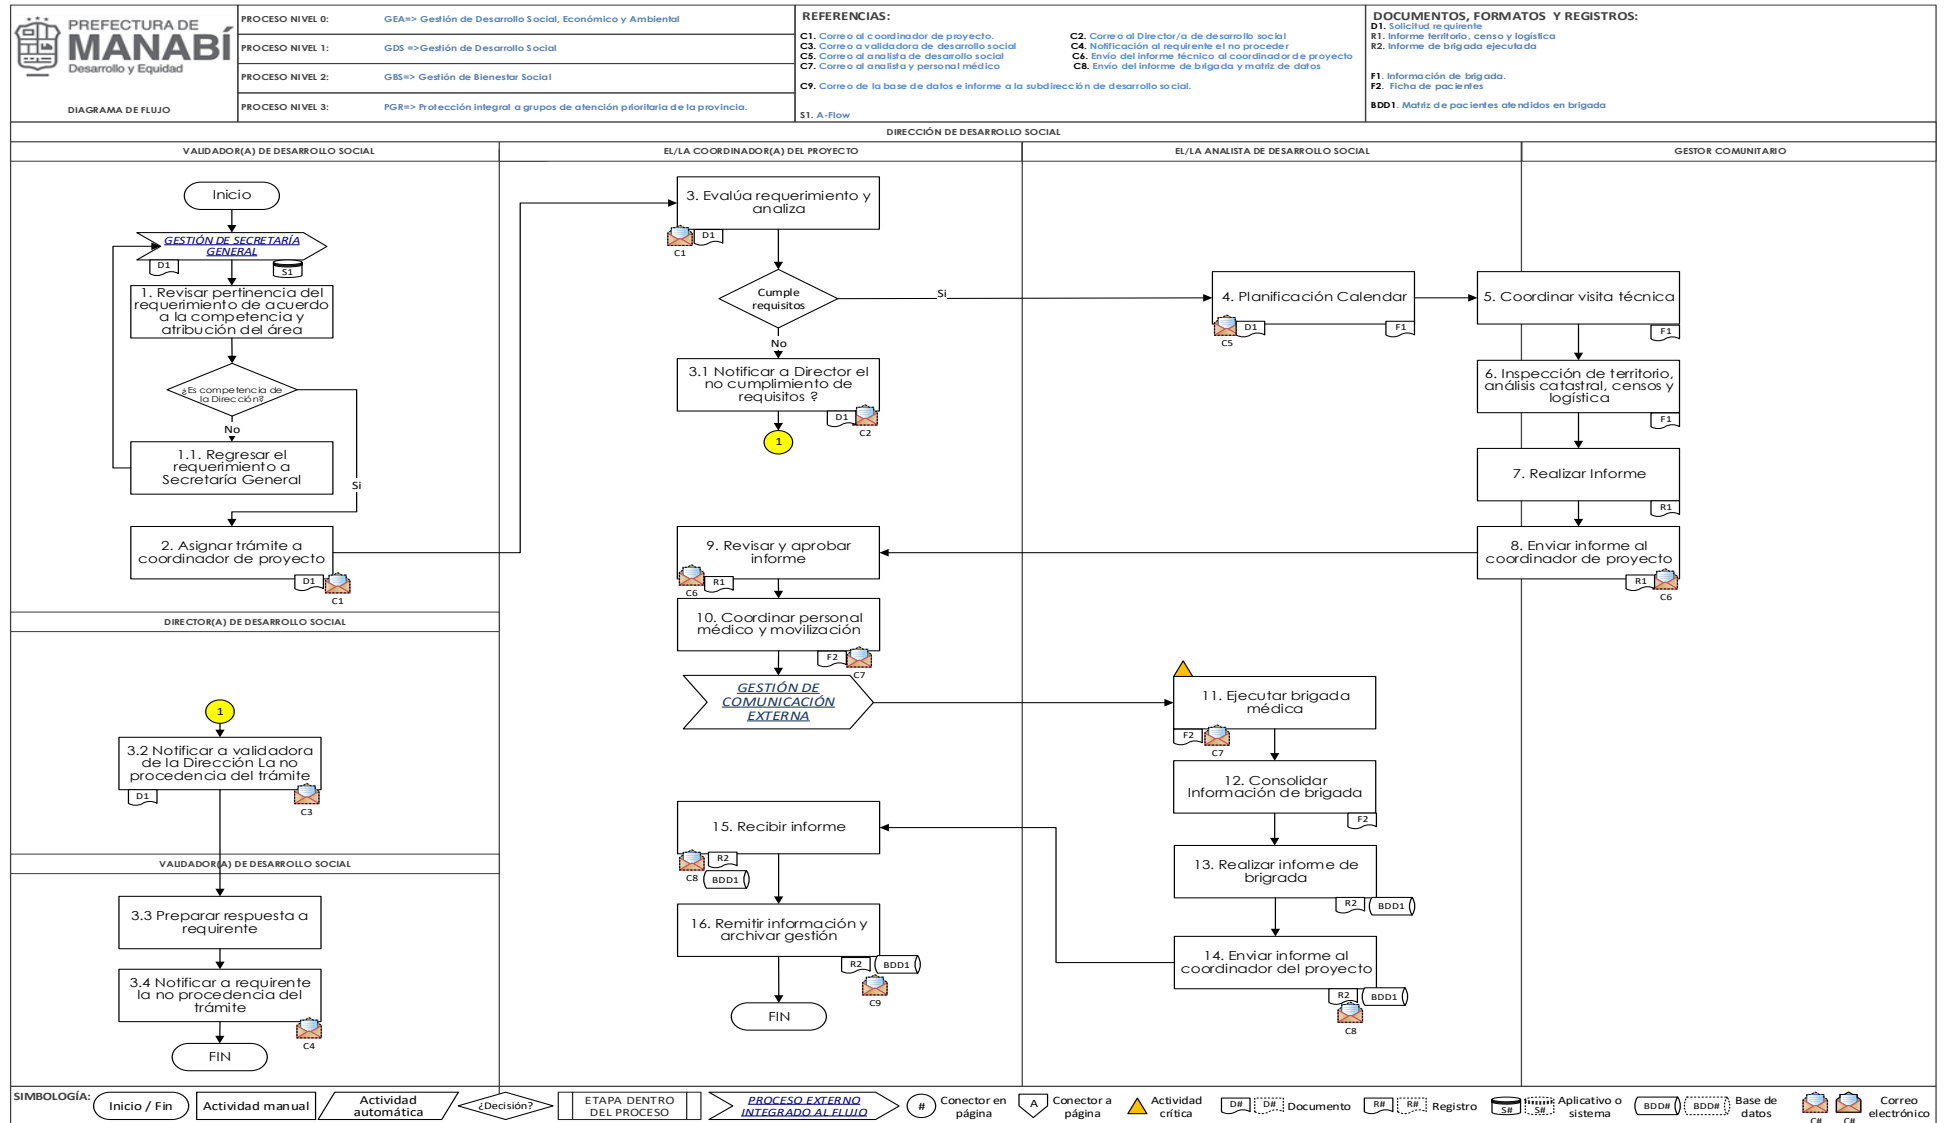 PREFECTURA DE
MANABÍ
Desarrollo y Equidad
DIAGRAMA DE FLUJO
PROCESO NIVEL 0: GEA=> Gestión de Desarrollo Social, Económico y Ambiental
PROCESO NIVEL 1: GDS =>Gestión de Desarrollo Social
PROCESO NIVEL 2: GBS=> Gestión de Bienestar Social
PROCESO NIVEL 3: PGR=> Protección integral a grupos de atención prioritaria de la provincia.
REFERENCIAS:
C1. Correo al coordinador de proyecto. C2. Correo al Director/a de desarrollo social
C3. Correo a validadora de desarrollo social C4. Notificación al requirente el no proceder
C5. Correo al analista de desarrollo social C6. Envío del informe técnico al coordinador de proyecto
C7. Correo al analista y personal médico C8. Envío del informe de brigada y matriz de datos
C9. Correo de la base de datos e informe a la subdirección de desarrollo social.
S1. A-Flow
DOCUMENTOS, FORMATOS Y REGISTROS:
D1. Solicitud requirente
R1. Informe territorio, censo y logística
R2. Informe de brigada ejecutada
F1. Información de brigada.
F2. Ficha de pacientes
BDD1. Matriz de pacientes atendidos en brigada
DIRECCIÓN DE DESARROLLO SOCIAL
VALIDADOR(A) DE DESARROLLO SOCIAL
EL/LA COORDINADOR(A) DEL PROYECTO
EL/LA ANALISTA DE DESARROLLO SOCIAL
GESTOR COMUNITARIO
Inicio
GESTIÓN DE SECRETARÍA
GENERAL
D1
S1
1. Revisar pertinencia del
requerimiento de acuerdo
a la competencia y
atribución del área
¿Es competencia de
la Dirección?
No
Si
1.1. Regresar el
requerimiento a
Secretaría General
2. Asignar trámite a
coordinador de proyecto
D1
C1
3. Evalúa requerimiento y
analiza
D1
C1
Cumple
requisitos
Si
No
3.1 Notificar a Director el
no cumplimiento de
requisitos ?
D1
C2
1
4. Planificación Calendar
D1
C5
F1
5. Coordinar visita técnica
F1
6. Inspección de territorio,
análisis catastral, censos y
logística
F1
7. Realizar Informe
R1
8. Enviar informe al
coordinador de proyecto
R1
C6
9. Revisar y aprobar
informe
C6
R1
10. Coordinar personal
médico y movilización
F2
C7
GESTIÓN DE
COMUNICACIÓN
EXTERNA
11. Ejecutar brigada
médica
F2
C7
12. Consolidar
Información de brigada
F2
13. Realizar informe de
brigrada
R2
BDD1
14. Enviar informe al
coordinador del proyecto
R2
BDD1
C8
15. Recibir informe
R2
C8
BDD1
16. Remitir información y
archivar gestión
R2
BDD1
C9
FIN
DIRECTOR(A) DE DESARROLLO SOCIAL
1
3.2 Notificar a validadora
de la Dirección La no
procedencia del trámite
D1
C3
VALIDADOR(A) DE DESARROLLO SOCIAL
3.3 Preparar respuesta a
requirente
3.4 Notificar a requirente
la no procedencia del
trámite
C4
FIN
SIMBOLOGÍA:
Inicio / Fin
Actividad manual
Actividad
automática
¿Decisión?
ETAPA DENTRO
DEL PROCESO
PROCESO EXTERNO
INTEGRADO AL FLUJO
#
Conector en
página
A
Conector a
página
Actividad
crítica
D#
D#
Documento
R#
R#
Registro
S#
S#
Aplicativo o
sistema
BDD#
BDD#
Base de
datos
C#
C#
Correo
electrónico